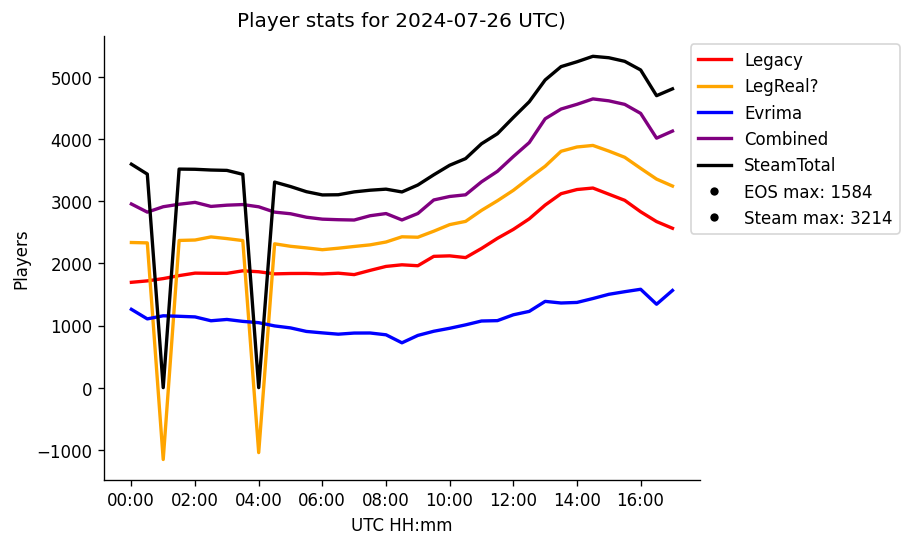 Player stats for 2024-07-26 UTC)
Legacy
LegReal?
Evrima
Combined
SteamTotal
EOS max: 1584
Steam max: 3214
Players
5000
4000
3000
2000
1000
0
−1000
00:00 02:00 04:00 06:00 08:00 10:00 12:00 14:00 16:00
UTC HH:mm